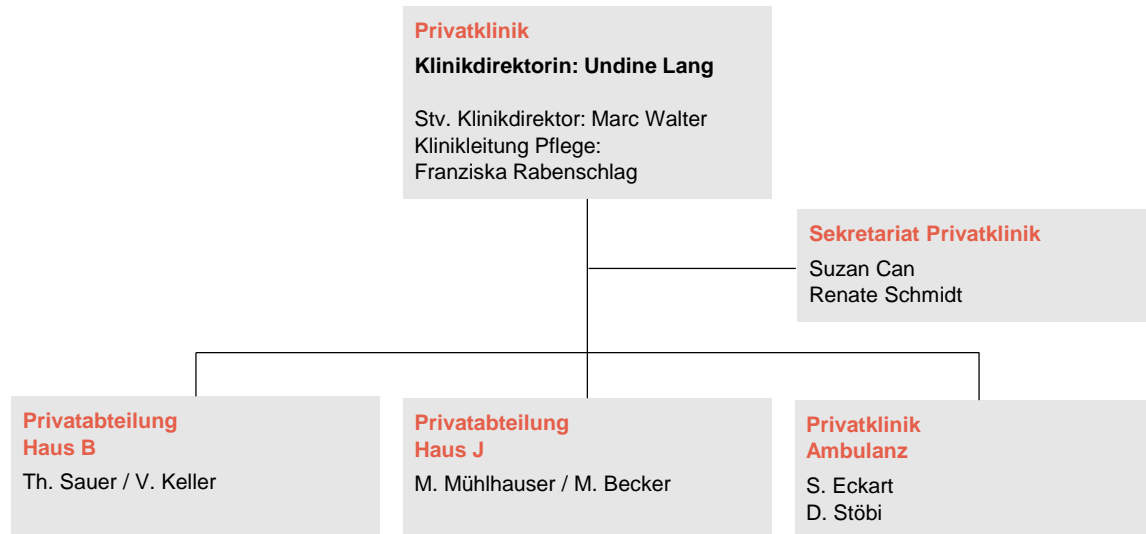 Privatklinik
Klinikdirektorin: Undine Lang
Stv. Klinikdirektor: Marc Walter
Klinikleitung Pflege:
Franziska Rabenschlag
Sekretariat Privatklinik
Suzan Can
Renate Schmidt
Privatabteilung
Haus B
Th. Sauer / V. Keller
Privatabteilung
Haus J
M. Mühlhauser / M. Becker
Privatklinik
Ambulanz
S. Eckart
D. Stöbi